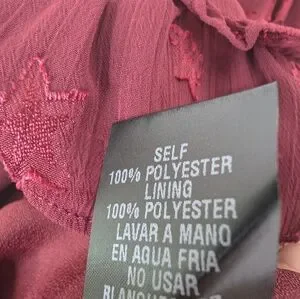 SELF
100% POLYESTER
LINING
100% POLYESTER
LAVAR A MANO
EN AGUA FRIA
NO USAR